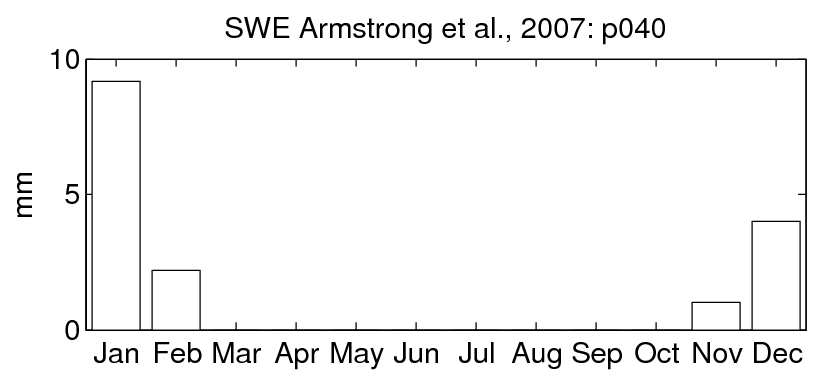 SWE Armstrong et al., 2007: p040
10
5
0
mm
Jan Feb Mar Apr May Jun Jul Aug Sep Oct Nov Dec